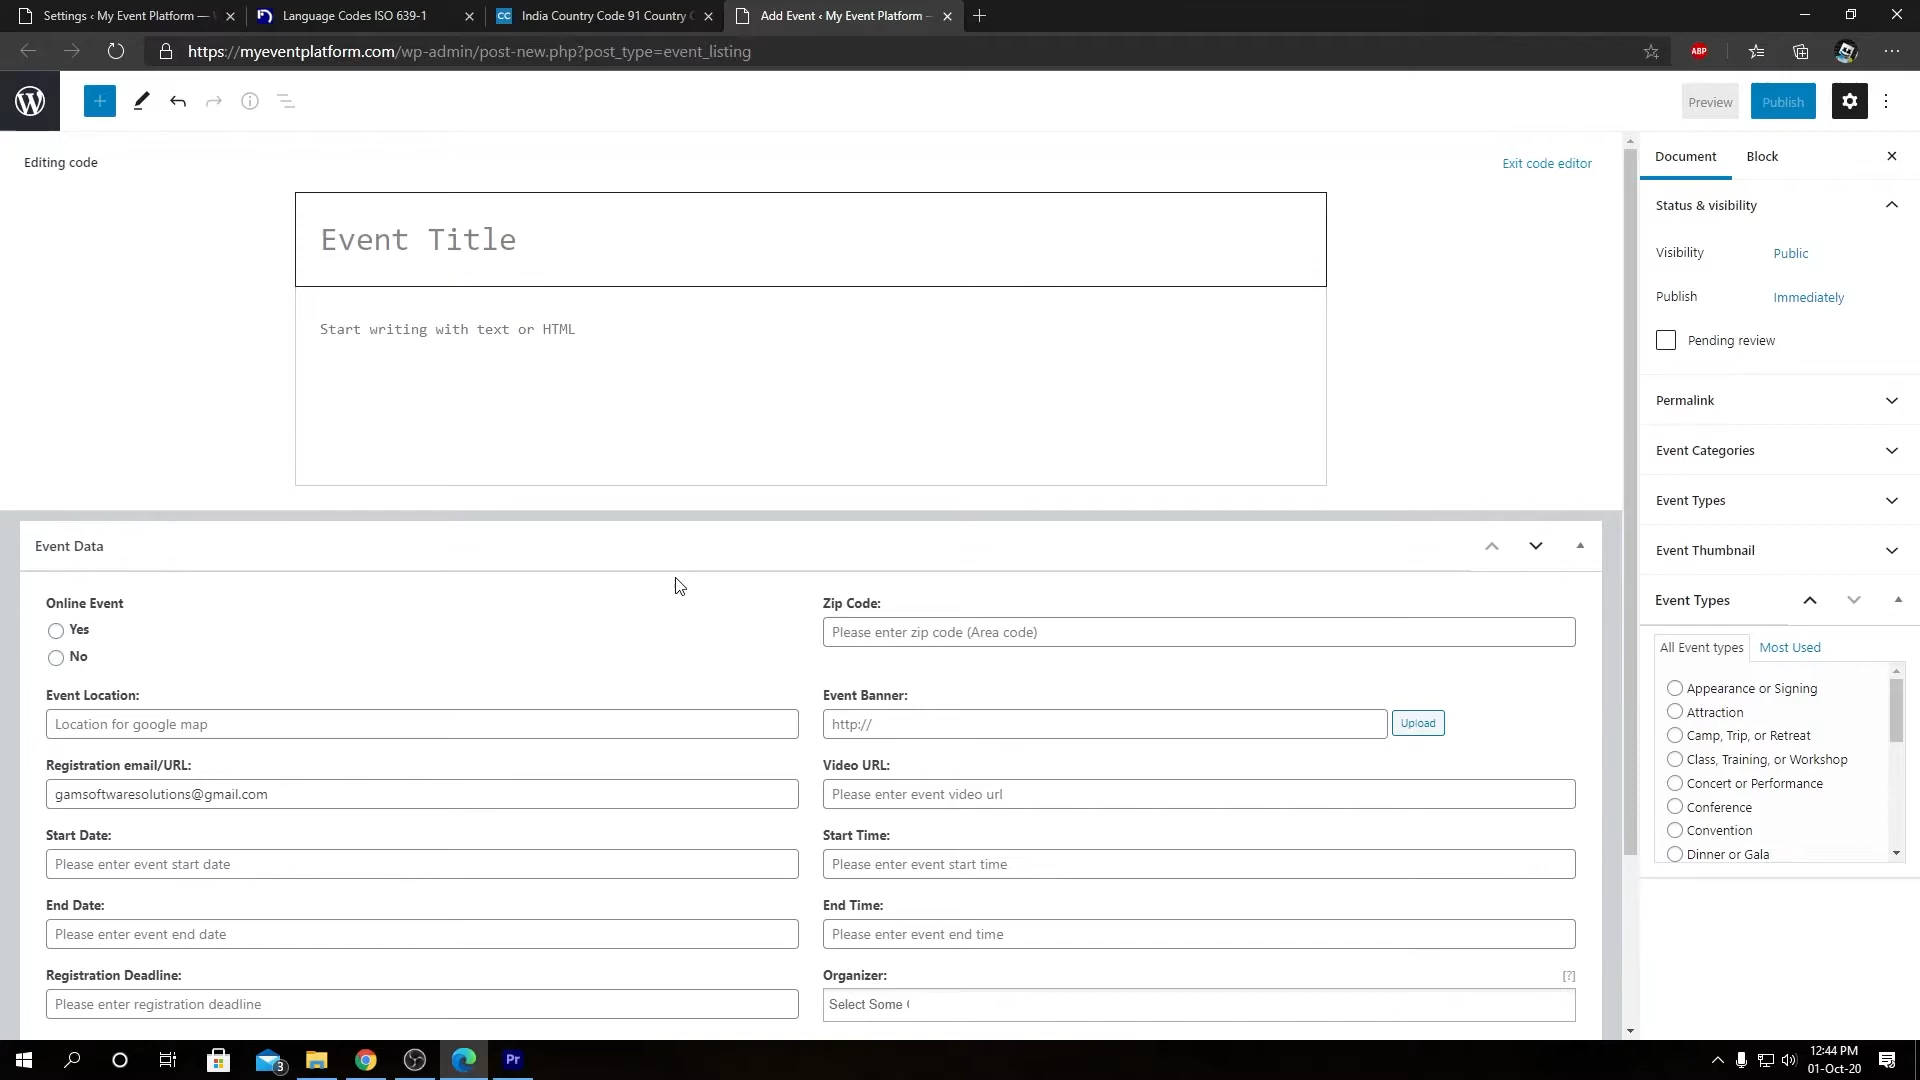 Settings ‹ My Event Platform —
Language Codes ISO 639-1
CC India Country Code 91 Country
Add Event ‹ My Event Platform —
https://myeventplatform.com/wp-admin/post-new.php?post_type=event_listing
ABP
Preview
Publish
Editing code
Exit code editor
Document
Block
Event Title
Start writing with text or HTML
Status & visibility
Visibility
Public
Publish
Immediately
Pending review
Permalink
Event Categories
Event Types
Event Thumbnail
Event Types
All Event types
Most Used
Appearance or Signing
Attraction
Camp, Trip, or Retreat
Class, Training, or Workshop
Concert or Performance
Conference
Convention
Dinner or Gala
Event Data
Online Event
Yes
No
Zip Code:
Please enter zip code (Area code)
Event Location:
Location for google map
Event Banner:
http://
Upload
Registration email/URL:
gamsoftwaresolutions@gmail.com
Video URL:
Please enter event video url
Start Date:
Please enter event start date
Start Time:
Please enter event start time
End Date:
Please enter event end date
End Time:
Please enter event end time
Registration Deadline:
Please enter registration deadline
Organizer:
[?]
Select Some
3
Pr
12:44 PM
01-Oct-20